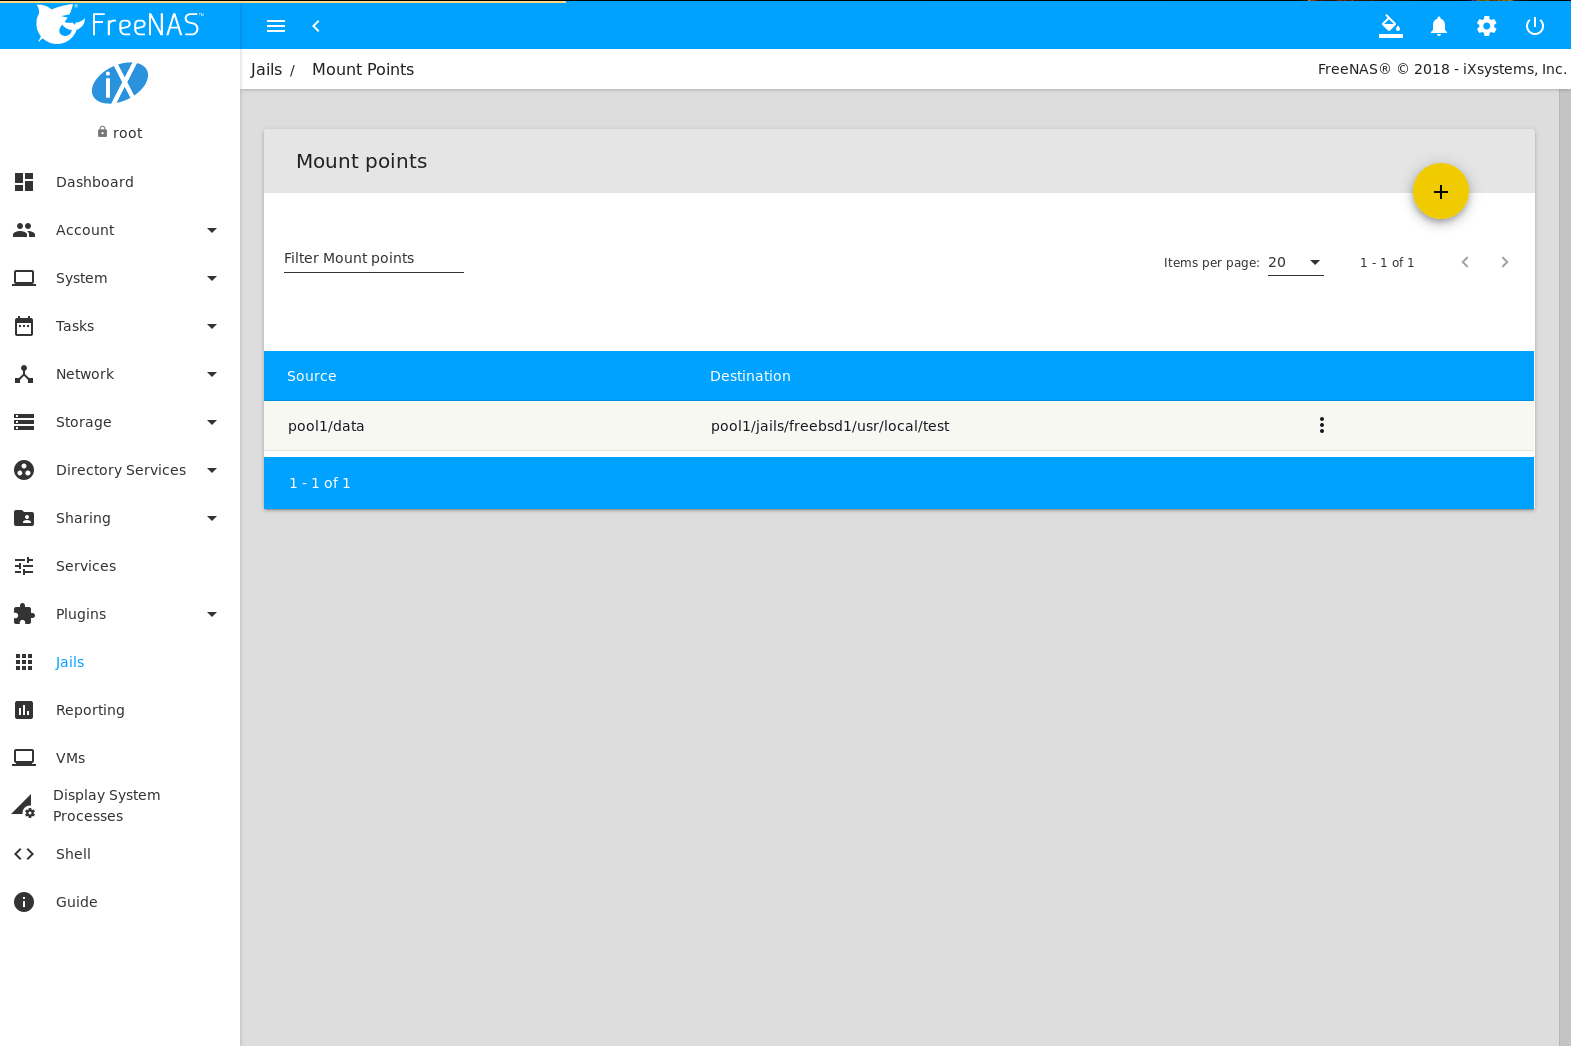 FreeNAS™
Jails / Mount Points
FreeNAS® © 2018 - iXsystems, Inc.
iX
root
Dashboard
Account
System
Tasks
Network
Storage
Directory Services
Sharing
Services
Plugins
Jails
Reporting
VMs
Display System
Processes
Shell
Guide
Mount points
Filter Mount points
Items per page: 20 1 - 1 of 1
Source Destination
pool1/data pool1/jails/freebsd1/usr/local/test
1 - 1 of 1